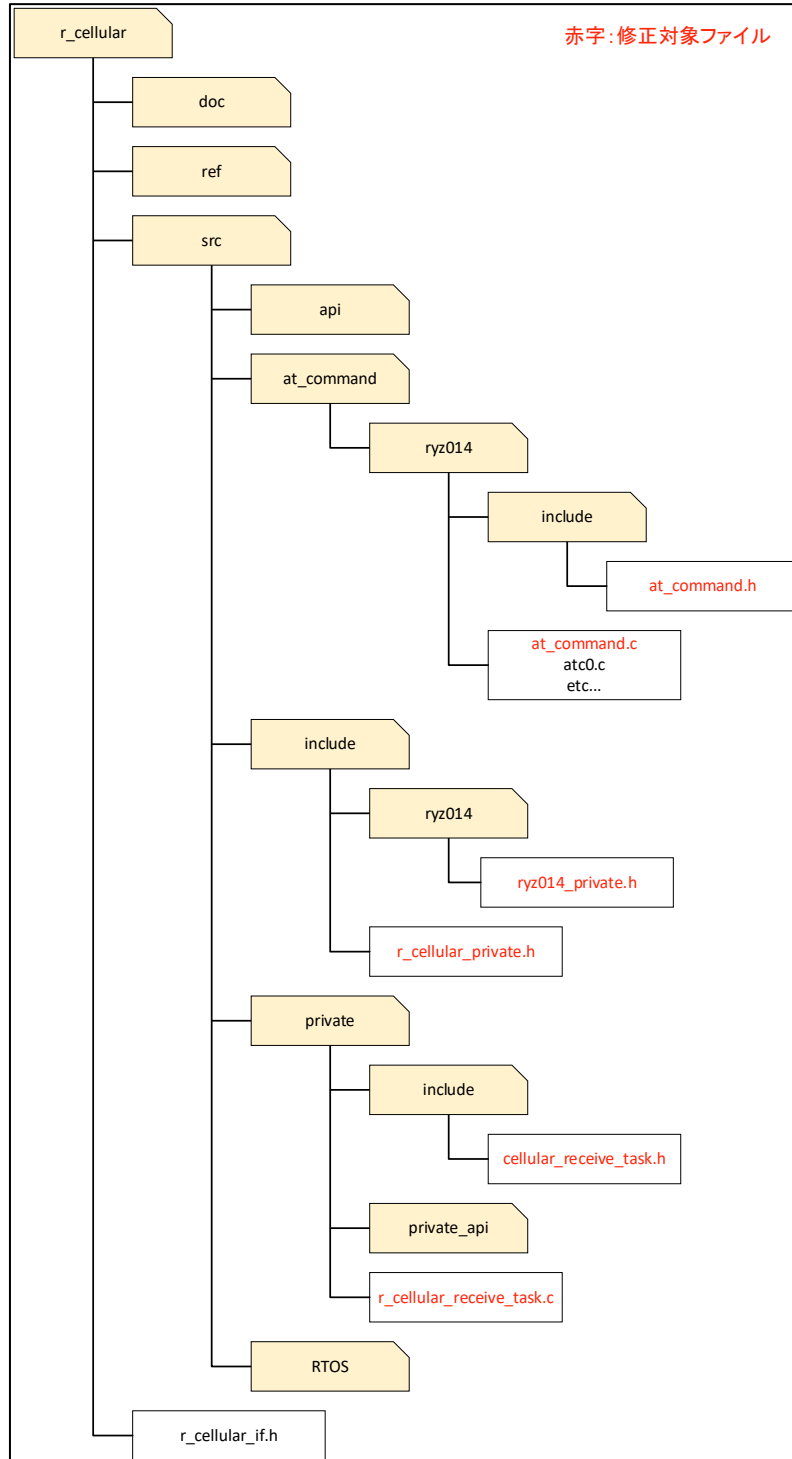 r_cellular
赤字:修正対象ファイル
doc
ref
src
api
at_command
ryz014
include
at_command.h
at_command.c
atc0.c
etc...
include
ryz014
ryz014_private.h
r_cellular_private.h
private
include
cellular_receive_task.h
private_api
r_cellular_receive_task.c
RTOS
r_cellular_if.h